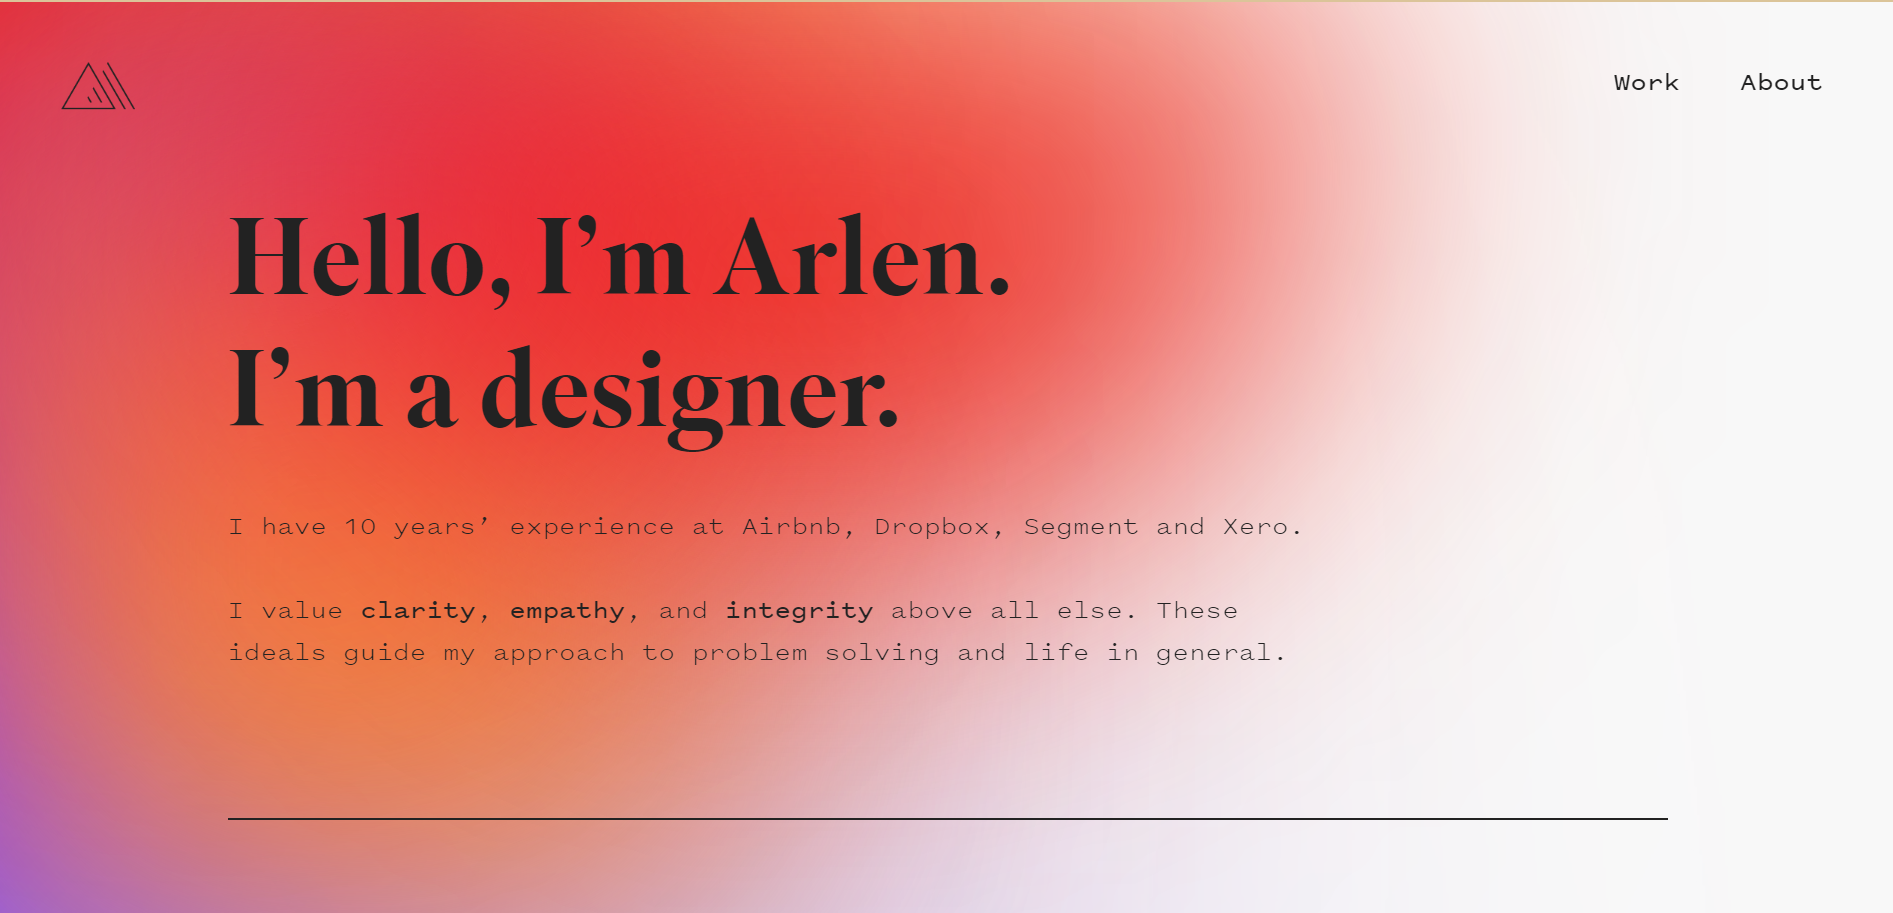 Work About
Hello, I’m Arlen.
I’m a designer.
I have 10 years’ experience at Airbnb, Dropbox, Segment and Xero.
I value clarity, empathy, and integrity above all else. These
ideals guide my approach to problem solving and life in general.